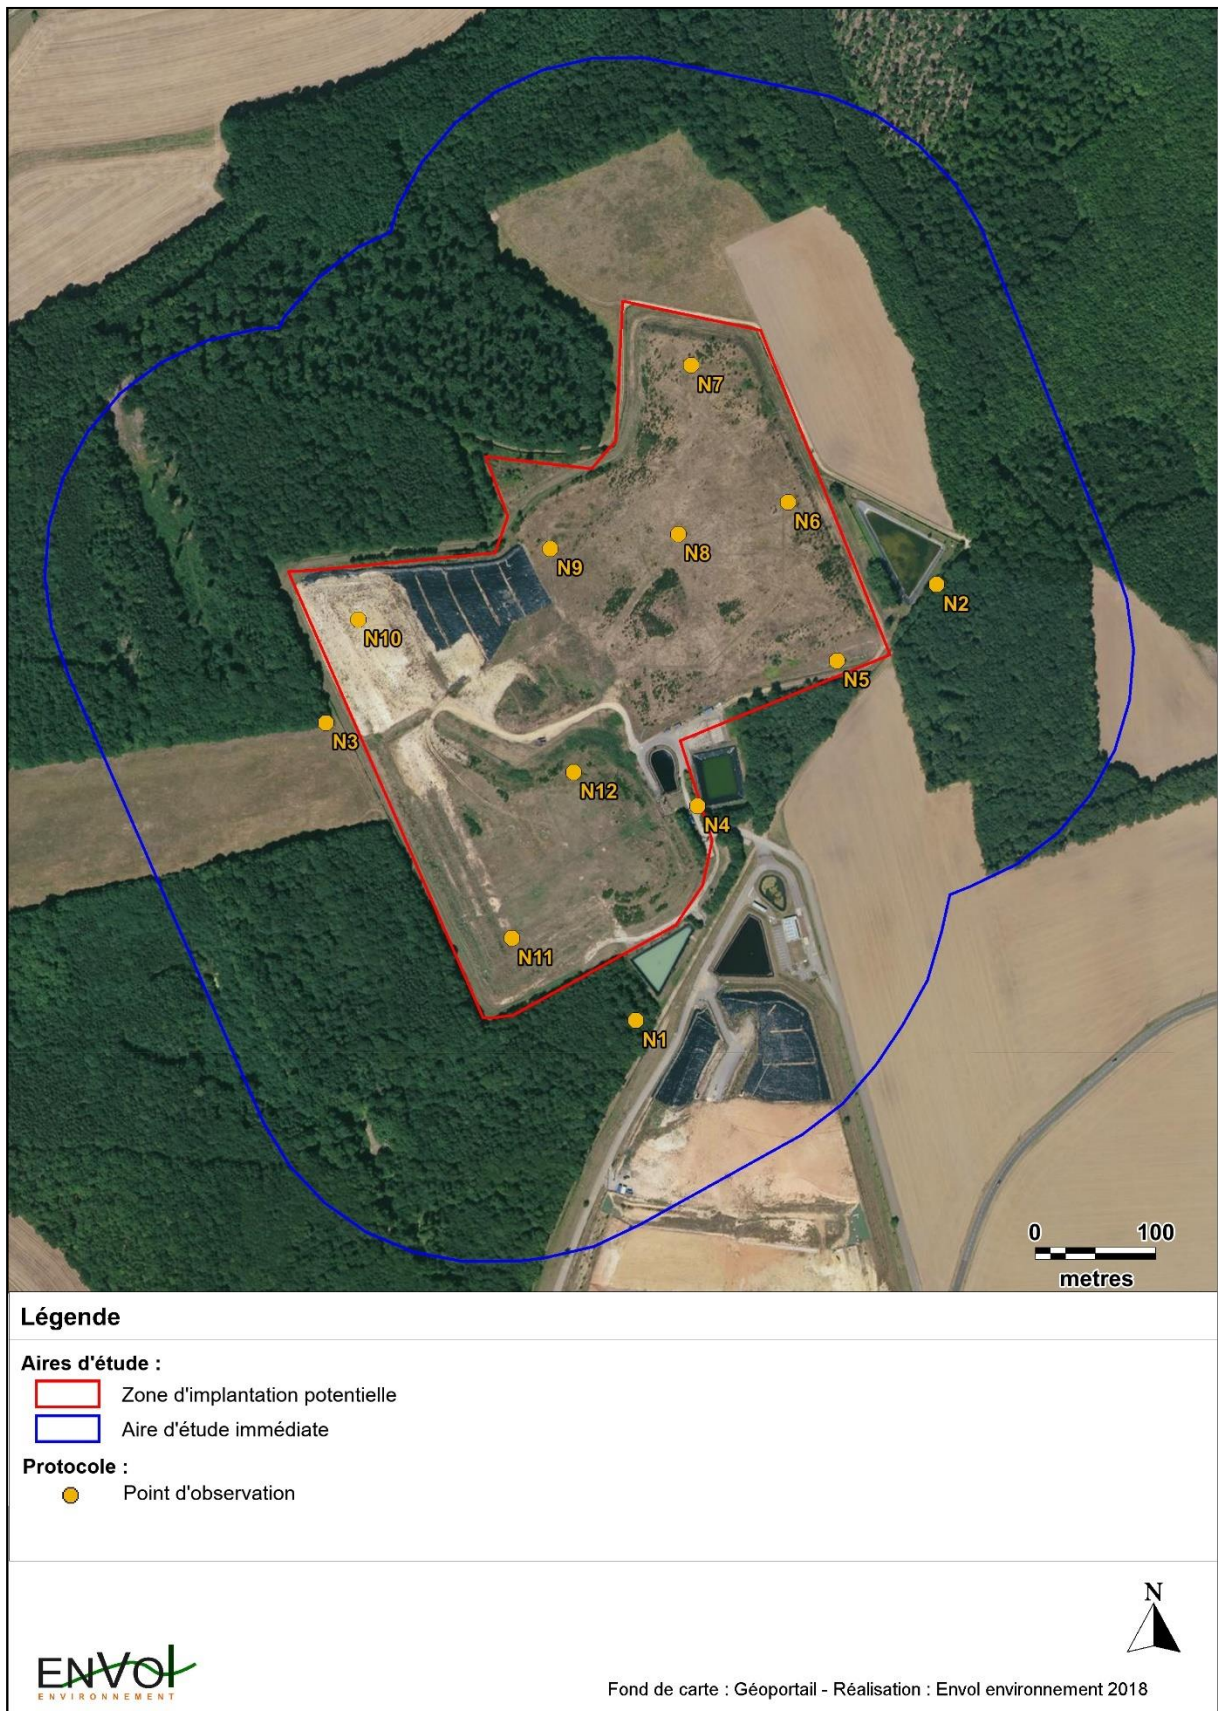 N7
N6
N8
N9
N2
N10
N5
N3
N12
N4
N11
N1
0 100
metres
Légende
Aires d'étude :
Zone d'implantation potentielle
Aire d'étude immédiate
Protocole :
Point d'observation
N
ENVOl
ENVIRONNEMENT
Fond de carte : Géoportail - Réalisation : Envol environnement 2018